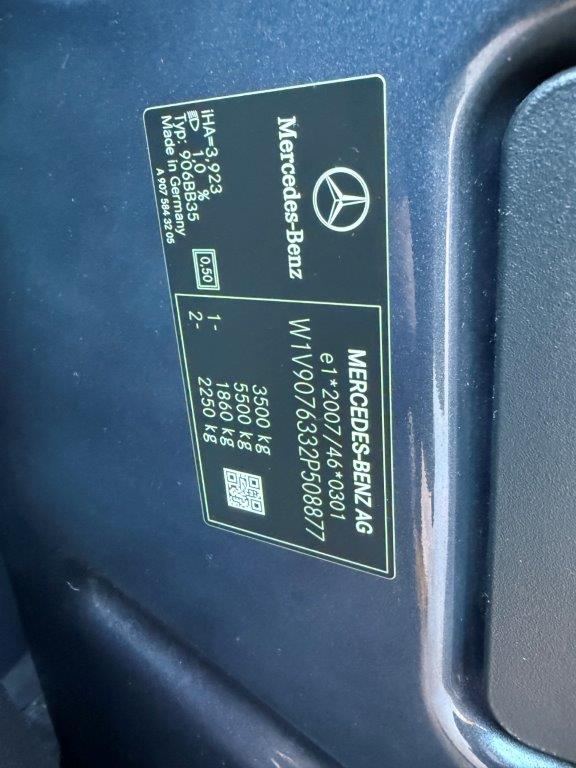 Mercedes-Benz
iHA=3,923
1,0 %
Typ: 906BB35
Made in Germany
A 907 584 32 05
0,50
MERCEDES-BENZ AG
e1*2007/46*0301
W1V9076332P508877
3500 kg
5500 kg
1- 1860 kg
2- 2250 kg